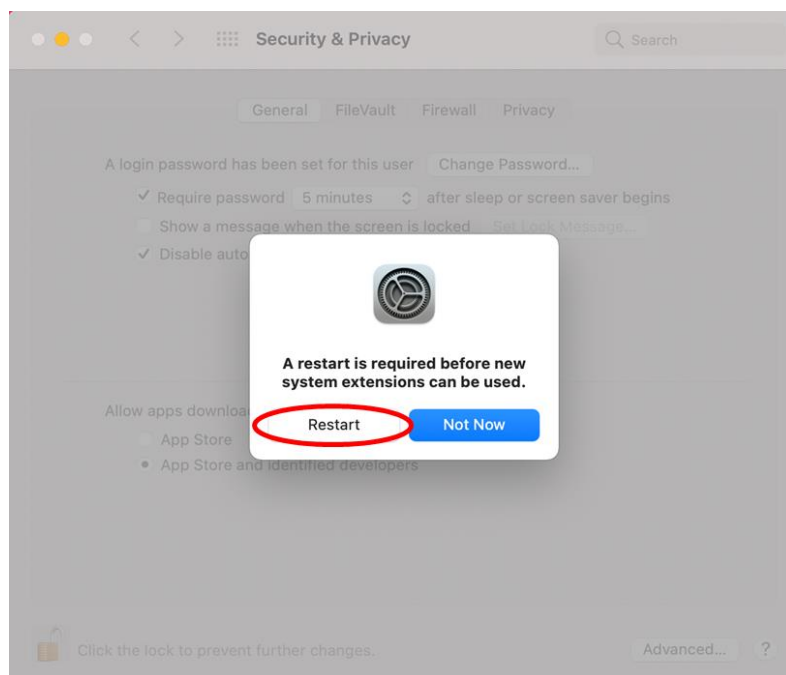 Security & Privacy
Search
General FileVault Firewall Privacy
A login password has been set for this user Change Password...
Require password 5 minutes after sleep or screen saver begins
Show a message when the screen is locked Set Lock Message...
Disable auto
A restart is required before new
system extensions can be used.
Allow apps downloa
Restart Not Now
App Store
App Store and identified developers
Click the lock to prevent further changes.
Advanced... ?